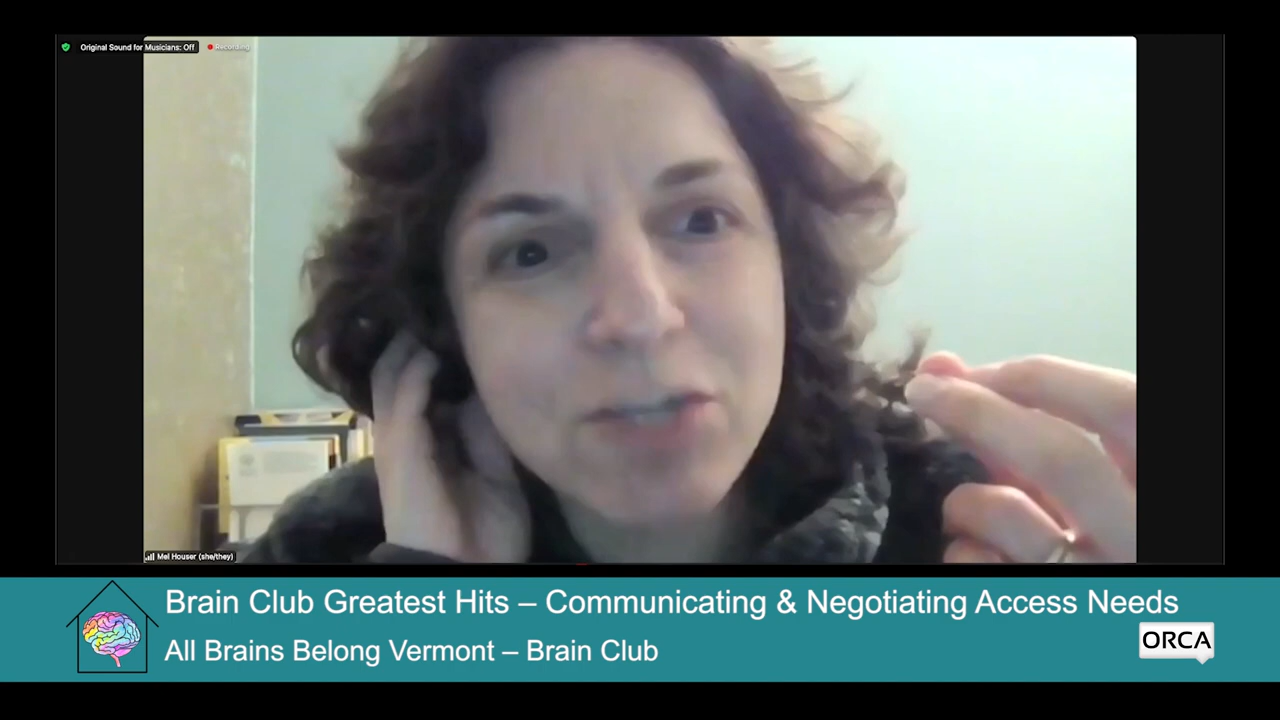 Original Sound for Musicians: Off
Recording
Mel Houser (she/they)
Brain Club Greatest Hits – Communicating & Negotiating Access Needs
All Brains Belong Vermont – Brain Club
ORCA